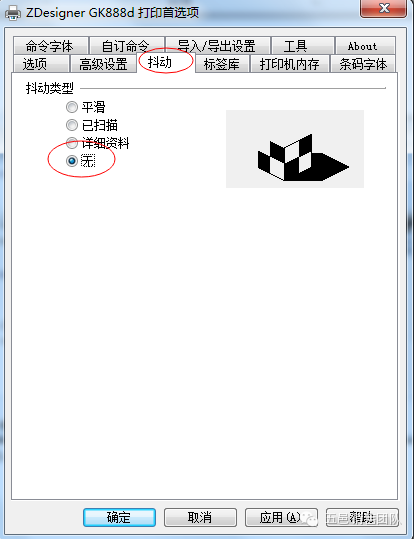 ZDesigner GK888d 打印首选项
命令字体 自订命令 导入/导出设置 工具 About
选项 高级设置 抖动 标签库 打印机内存 条码字体
抖动类型
平滑
已扫描
详细资料
无
确定 取消 应用(A) 帮助